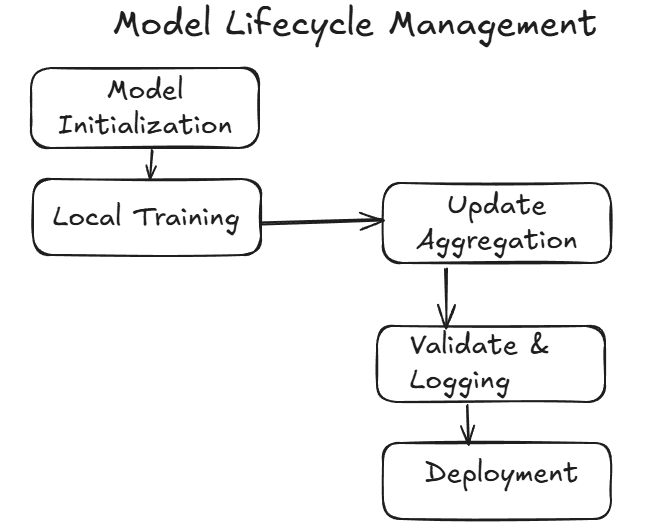 Model Lifecycle Management
Model
Initialization
Local Training
Update
Aggregation
Validate &
Logging
Deployment